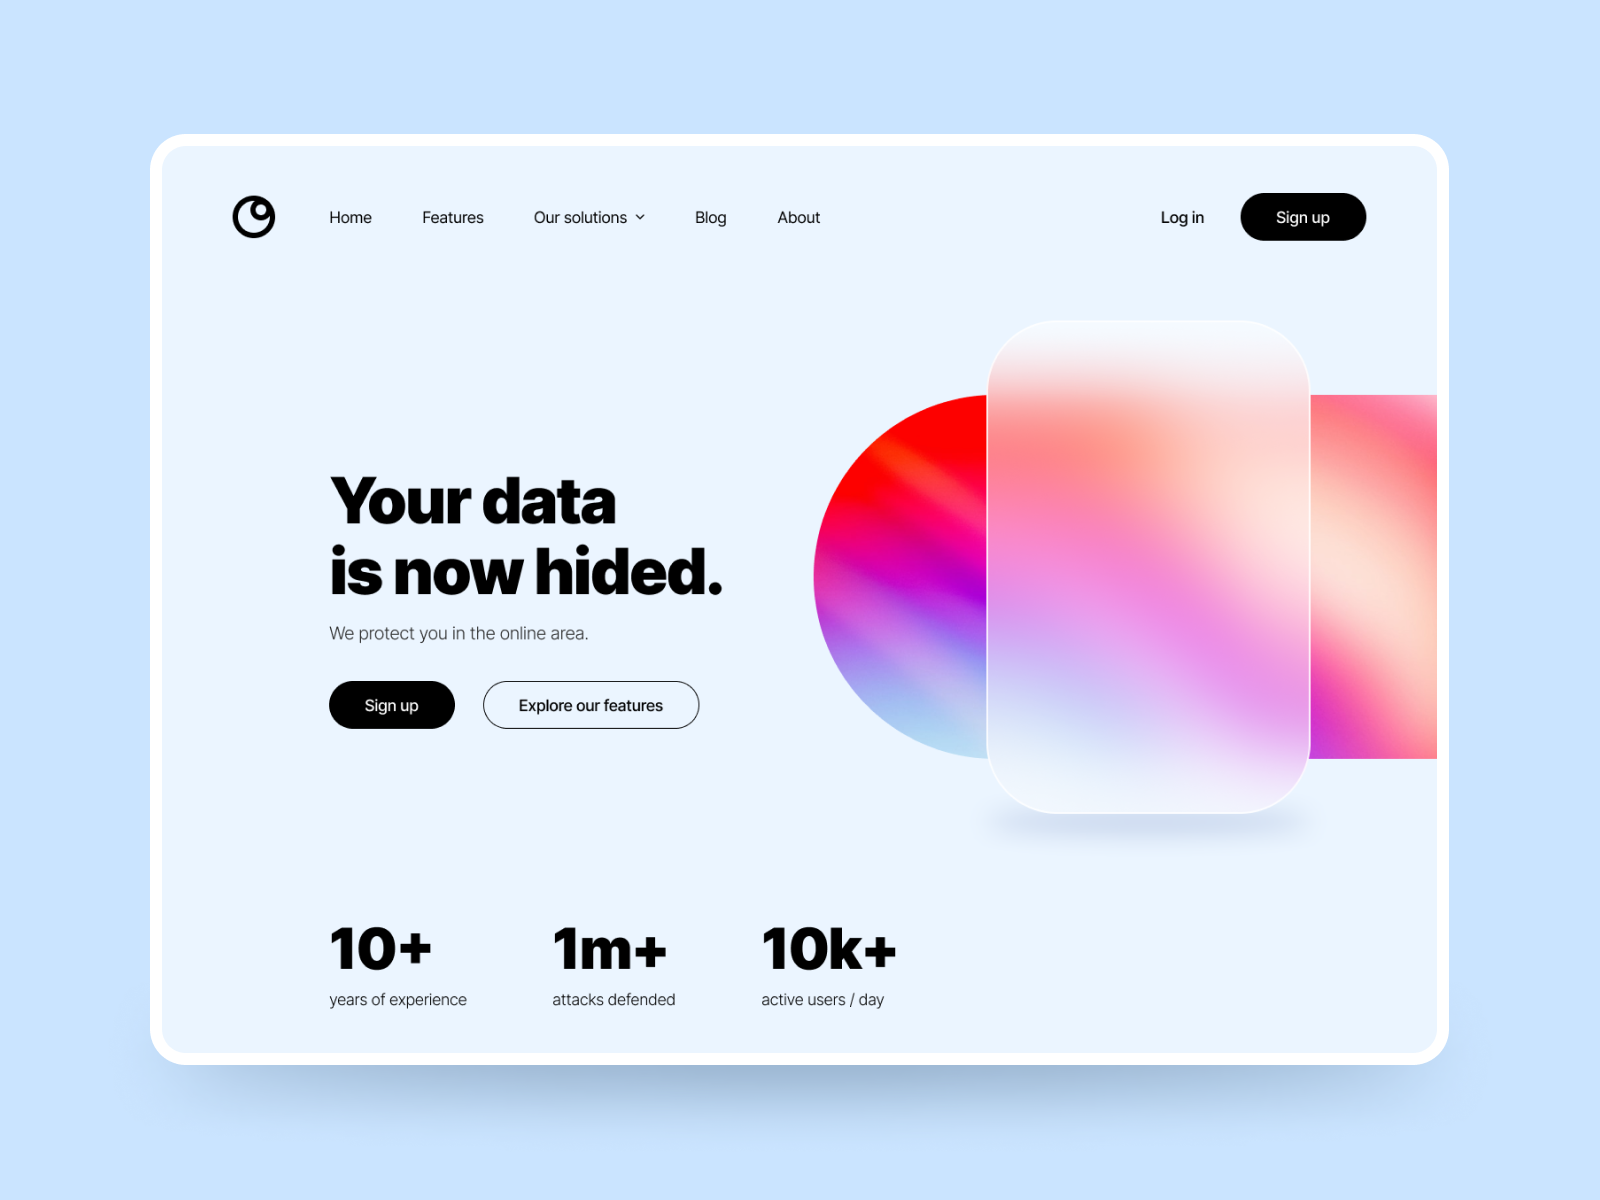 Home Features Our solutions Blog About Log in Sign up
Your data
is now hided.
We protect you in the online area.
Sign up Explore our features
10+ 1m+ 10k+
years of experience attacks defended active users / day